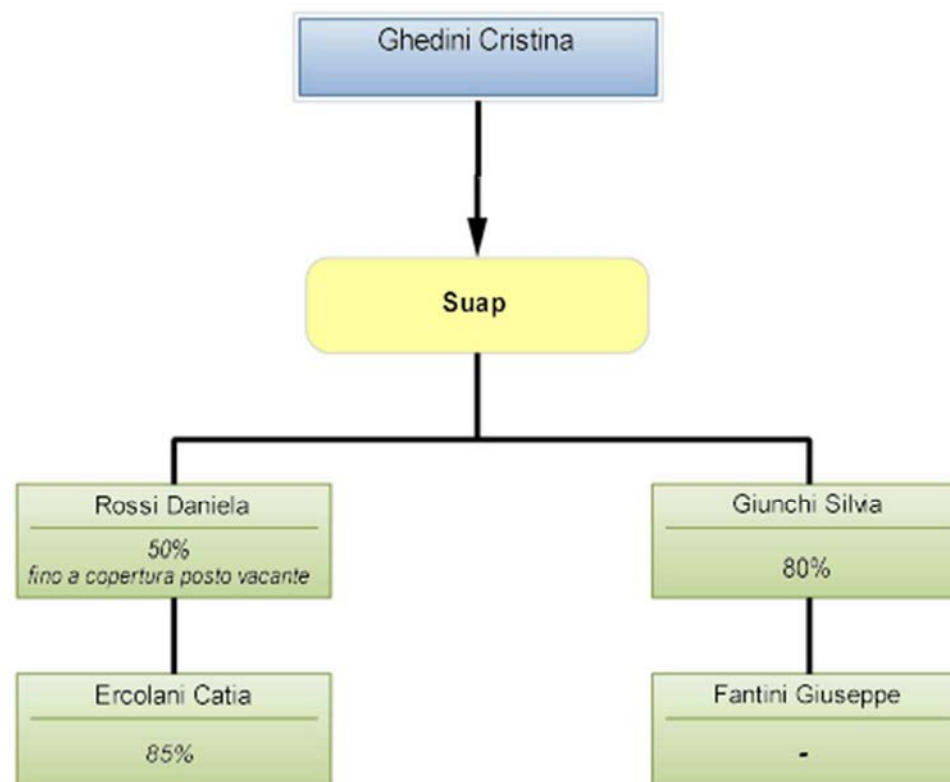 Ghedini Cristina
Suap
Rossi Daniela
50%
fino a copertura posto vacante
Giunchi Silvia
80%
Ercolani Catia
85%
Fantini Giuseppe
-